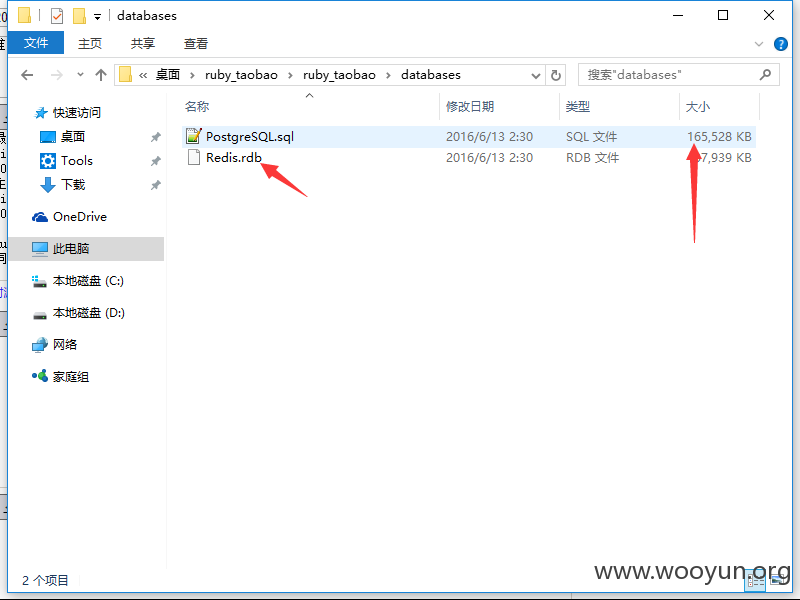 databases
文件 主页 共享 查看
« 桌面 › ruby_taobao › ruby_taobao › databases 搜索"databases"
名称 修改日期 类型 大小
快速访问
桌面
Tools
下载
OneDrive
此电脑
本地磁盘 (C:)
本地磁盘 (D:)
网络
家庭组
PostgreSQL.sql 2016/6/13 2:30 SQL 文件 165,528 KB
Redis.rdb 2016/6/13 2:30 RDB 文件 7,939 KB
2 个项目
www.wooyun.org